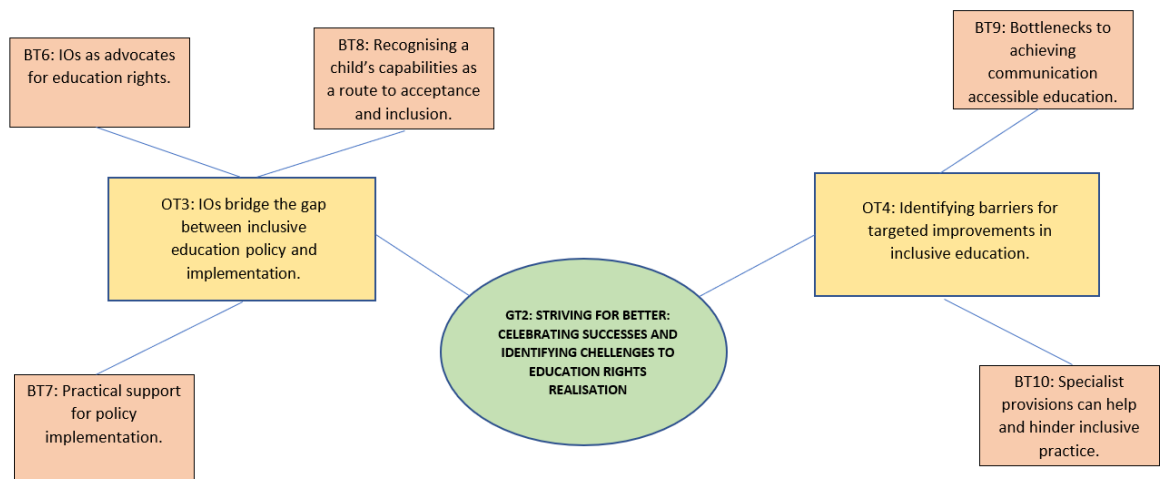 BT6: IOs as advocates
for education rights.
BT8: Recognising a
child’s capabilities as
a route to acceptance
and inclusion.
BT9: Bottlenecks to
achieving
communication
accessible education.
OT3: IOs bridge the gap
between inclusive
education policy and
implementation.
OT4: Identifying barriers for
targeted improvements in
inclusive education.
GT2: STRIVING FOR BETTER:
CELEBRATING SUCCESSES AND
IDENTIFYING CHELLENGES TO
EDUCATION RIGHTS
REALISATION
BT7: Practical support
for policy
implementation.
BT10: Specialist
provisions can help
and hinder inclusive
practice.